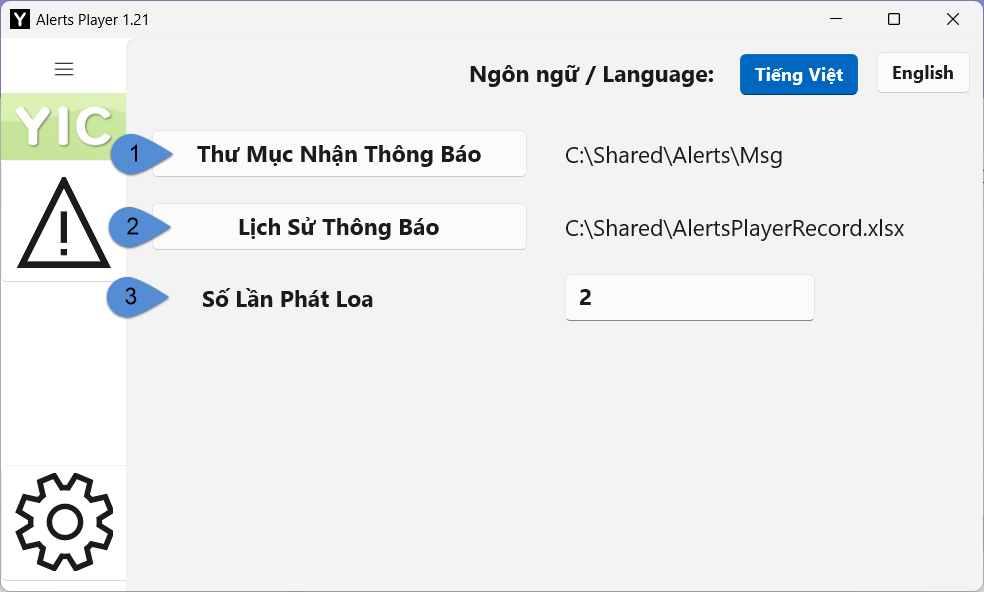 Alerts Player 1.21
Ngôn ngữ / Language: Tiếng Việt English
YIC
1 Thư Mục Nhận Thông Báo C:\Shared\Alerts\Msg
2 Lịch Sử Thông Báo C:\Shared\AlertsPlayerRecord.xlsx
3 Số Lần Phát Loa 2